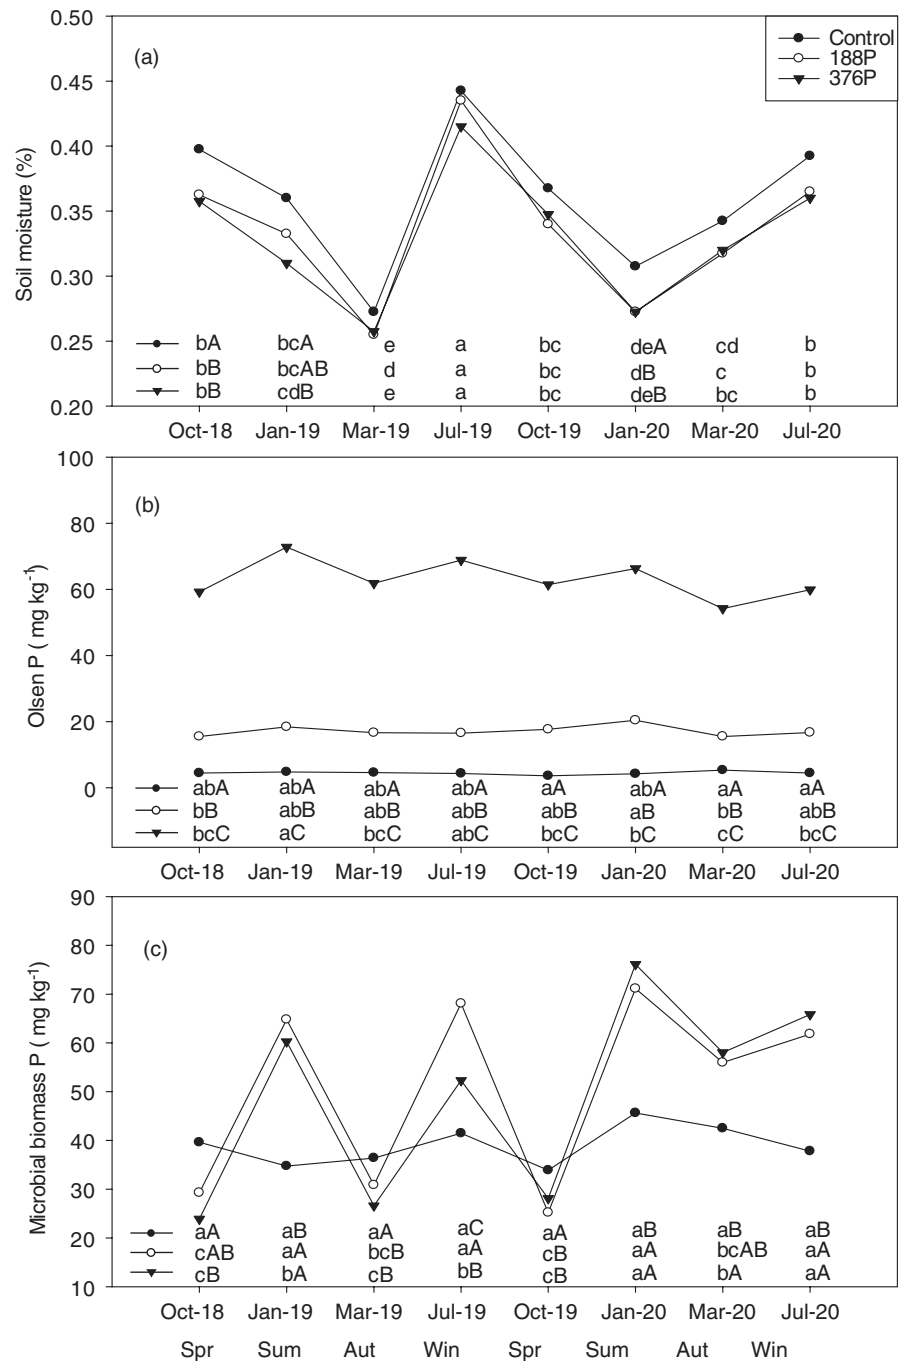 0.50
(a)
Control
188P
376P
0.45
0.40
0.35
0.30
0.25
0.20
Soil moisture (%)
bA bcA e a bc deA cd b
bB bcAB d a bc dB c b
bB cdB e a bc deB bc b
Oct-18 Jan-19 Mar-19 Jul-19 Oct-19 Jan-20 Mar-20 Jul-20
100
(b)
80
60
40
20
0
Olsen P ( mg kg-1)
abA abA abA abA aA abA aA aA
bB abB abB abB abB aB bB abB
bcC aC bcC abC bcC bC cC bcC
Oct-18 Jan-19 Mar-19 Jul-19 Oct-19 Jan-20 Mar-20 Jul-20
90
(c)
80
70
60
50
40
30
20
10
Microbial biomass P ( mg kg-1)
aA aA aA aC aA aB aB aB
cAB aA bcB aA cB aA bcAB aA
cB bA cB bB cB aA bA aA
Oct-18 Jan-19 Mar-19 Jul-19 Oct-19 Jan-20 Mar-20 Jul-20
Spr Sum Aut Win Spr Sum Aut Win